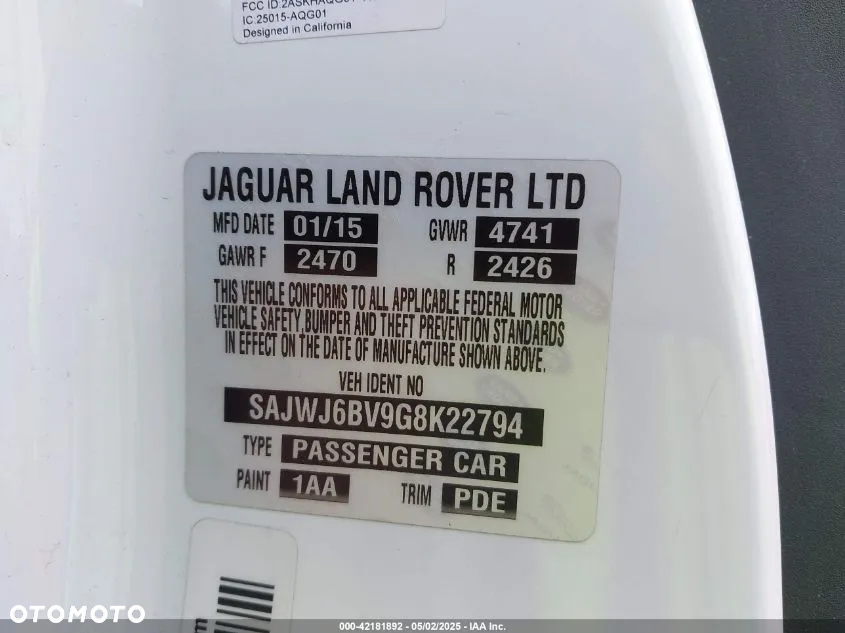 IC:25015-AQG01
Designed in California
JAGUAR LAND ROVER LTD
MFD DATE 01/15 GVWR 4741
GAWR F 2470 R 2426
THIS VEHICLE CONFORMS TO ALL APPLICABLE FEDERAL MOTOR
VEHICLE SAFETY,BUMPER AND THEFT PREVENTION STANDARDS
IN EFFECT ON THE DATE OF MANUFACTURE SHOWN ABOVE.
VEH IDENT NO
SAJWJ6BV9G8K22794
TYPE PASSENGER CAR
PAINT 1AA TRIM PDE
OTOMOTO
000-42181892 — 05/02/2025 — IAA Inc.